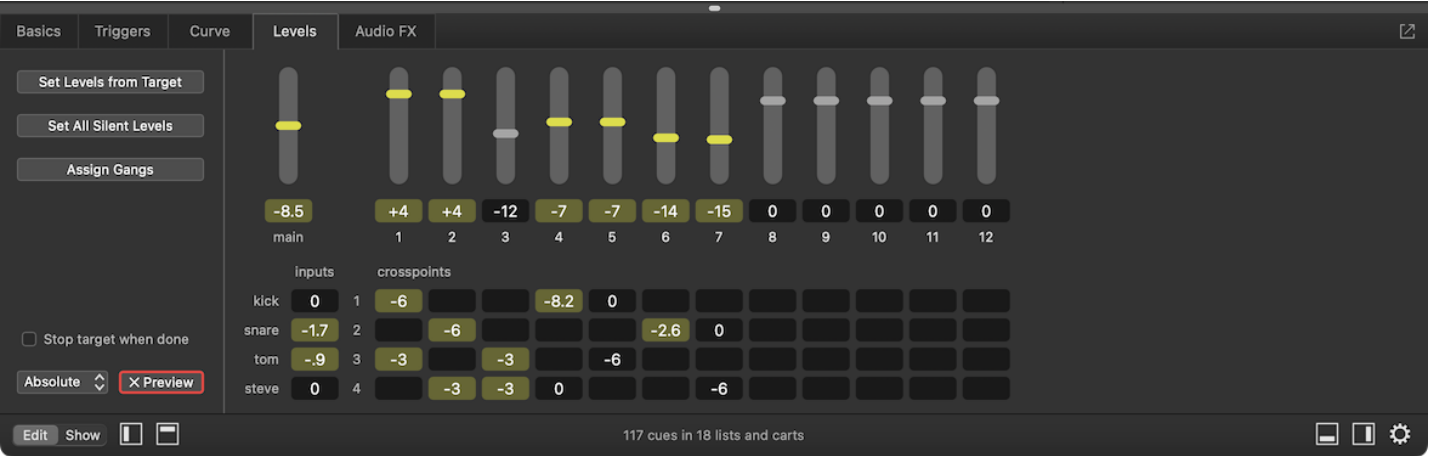 Basics Triggers Curve Levels Audio FX
Set Levels from Target
Set All Silent Levels
Assign Gangs
-8.5 +4 +4 -12 -7 -7 -14 -15 0 0 0 0 0
main 1 2 3 4 5 6 7 8 9 10 11 12
inputs crosspoints
kick 0 1 -6 -8.2 0
snare -1.7 2 -6 -2.6 0
Stop target when done
tom -.9 3 -3 -3 -6
Absolute Preview
steve 0 4 -3 -3 0 -6
Edit Show 117 cues in 18 lists and carts